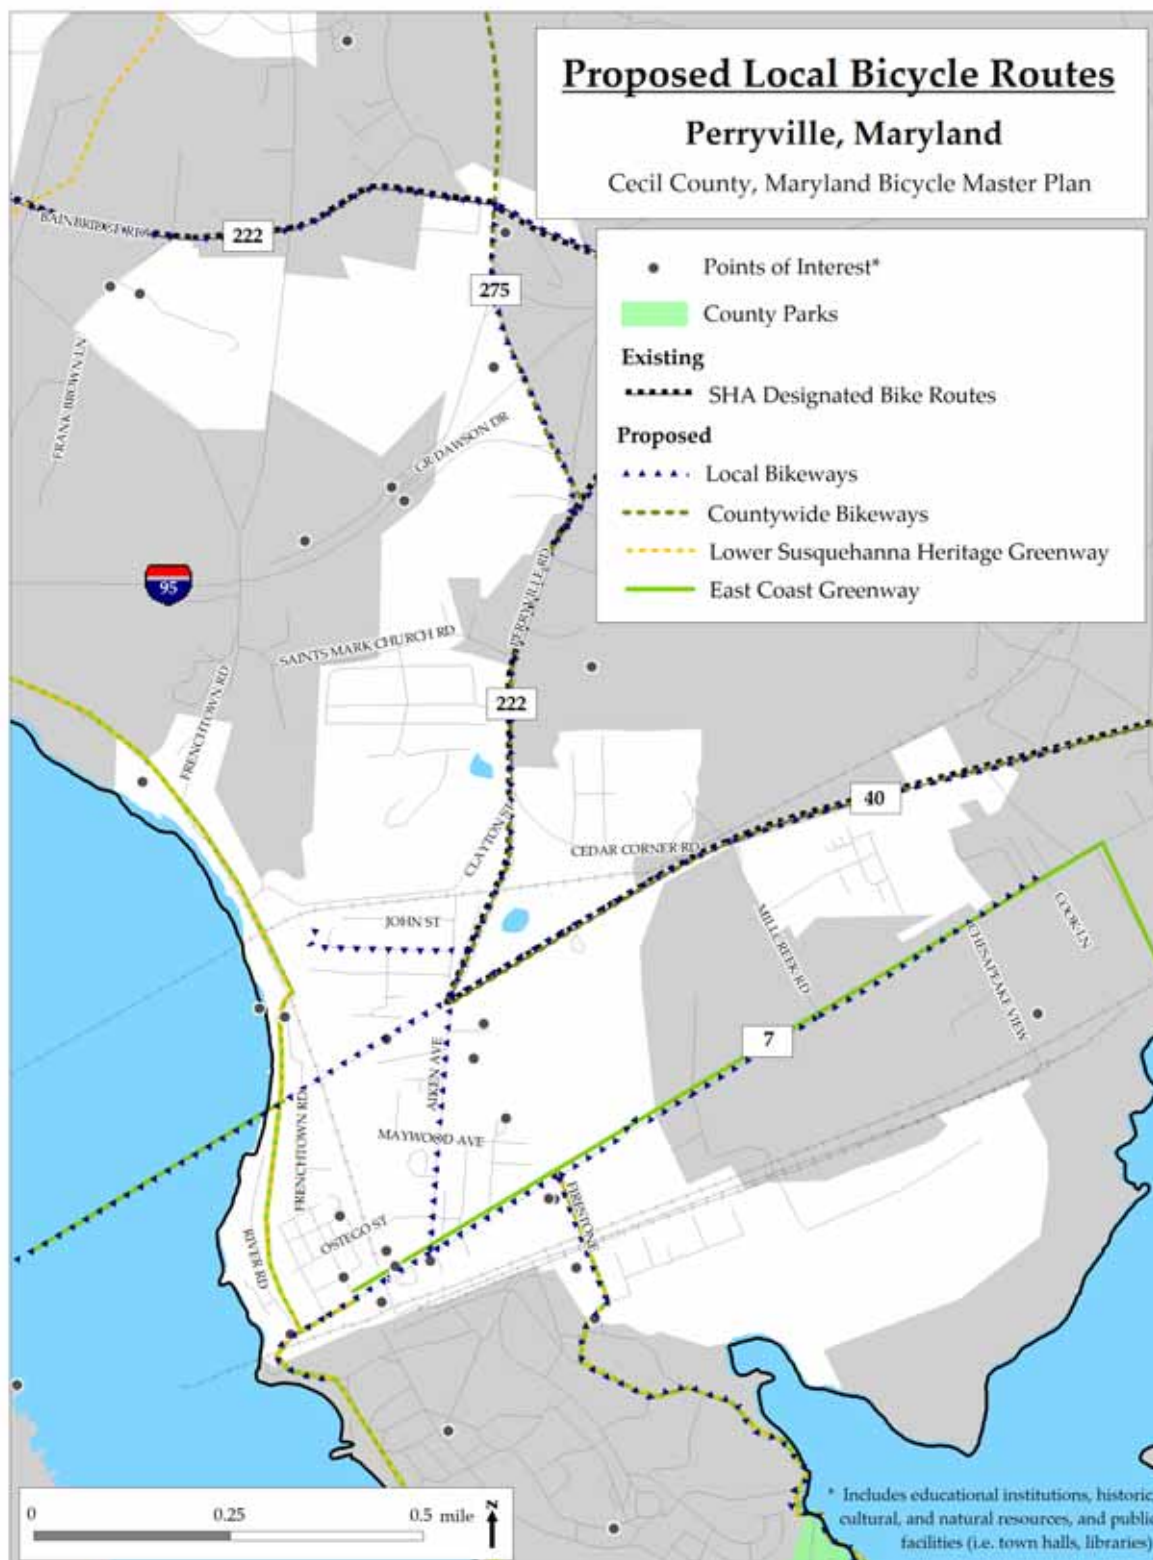 Proposed Local Bicycle Routes
Perryville, Maryland
Cecil County, Maryland Bicycle Master Plan
Points of Interest*
County Parks
Existing
SHA Designated Bike Routes
Proposed
Local Bikeways
Countywide Bikeways
Lower Susquehanna Heritage Greenway
East Coast Greenway
BAINBRIDGE RD
222
275
FRANK BROWN LN
GR DAWSON DR
95
PERRYVILLE RD
SAINTS MARK CHURCH RD
FRENCHTOWN RD
222
40
CLAYTON ST
CEDAR CORNER RD
JOHN ST
MILLCREEK RD
COOK LN
CHESAPEAKE VIEW
7
AIKEN AVE
FRENCHTOWN RD
MAYWOOD AVE
FIRESTONE
OSTEGO ST
RIVER RD
0 0.25 0.5 mile
N
* Includes educational institutions, historic,
cultural, and natural resources, and public
facilities (i.e. town halls, libraries)